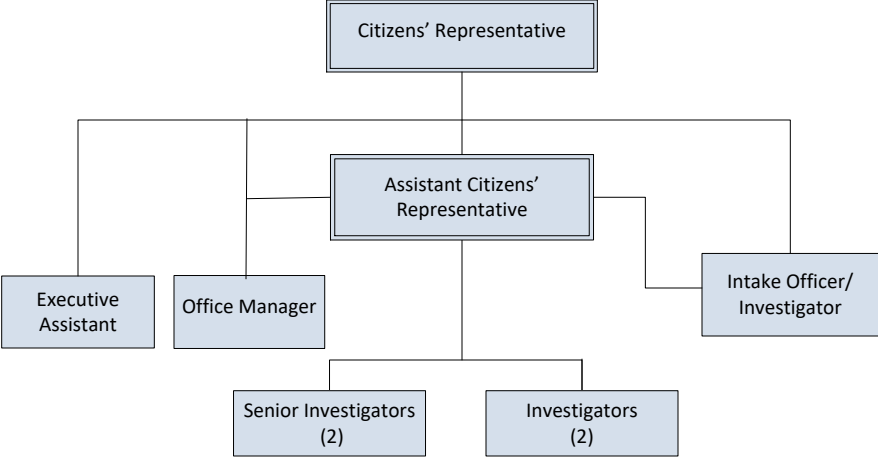 Citizens' Representative
Assistant Citizens'
Representative
Executive
Assistant
Office Manager
Intake Officer/
Investigator
Senior Investigators
(2)
Investigators
(2)